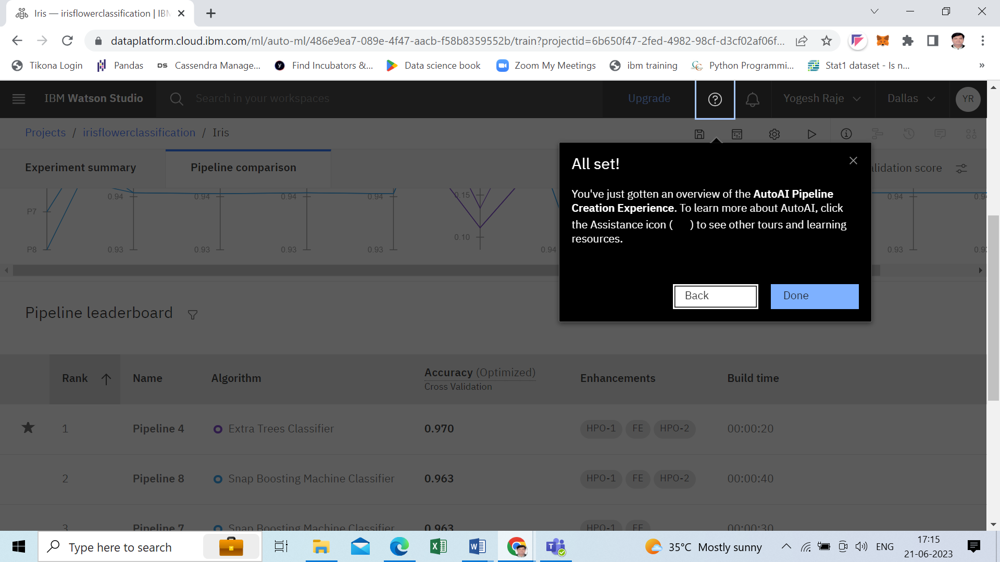 Iris — irisflowerclassification | IBM
dataplatform.cloud.ibm.com/ml/auto-ml/486e9ea7-089e-4f47-aacb-f58b8359552b/train?projectid=6b650f47-2fed-4982-98cf-d3cf02af06f...
Tikona Login Pandas DS Cassendra Manage... Find Incubators &... Data science book Zoom My Meetings ibm training Python Programmi... Stat1 dataset - Is n... »
IBM Watson Studio Search in your workspaces Upgrade Yogesh Raje Dallas YR
Projects / irisflowerclassification / Iris
Experiment summary Pipeline comparison
alidation score
All set!
You've just gotten an overview of the AutoAI Pipeline
Creation Experience. To learn more about AutoAI, click
the Assistance icon ( ) to see other tours and learning
resources.
Back Done
0.94 0.94 0.94 0.94 0.15 0.94 0.94
P7
0.10
P8 0.93 0.93 0.93 0.93 0.94 0.93 0.93
Pipeline leaderboard
Rank Name Algorithm Accuracy (Optimized) Enhancements Build time
Cross Validation
1 Pipeline 4 Extra Trees Classifier 0.970 HPO-1 FE HPO-2 00:00:20
2 Pipeline 8 Snap Boosting Machine Classifier 0.963 HPO-1 FE HPO-2 00:00:40
3 Pipeline 7 Snap Boosting Machine Classifier 0.963 HPO-1 FE 00:00:30
Type here to search 35°C Mostly sunny ENG 17:15
21-06-2023